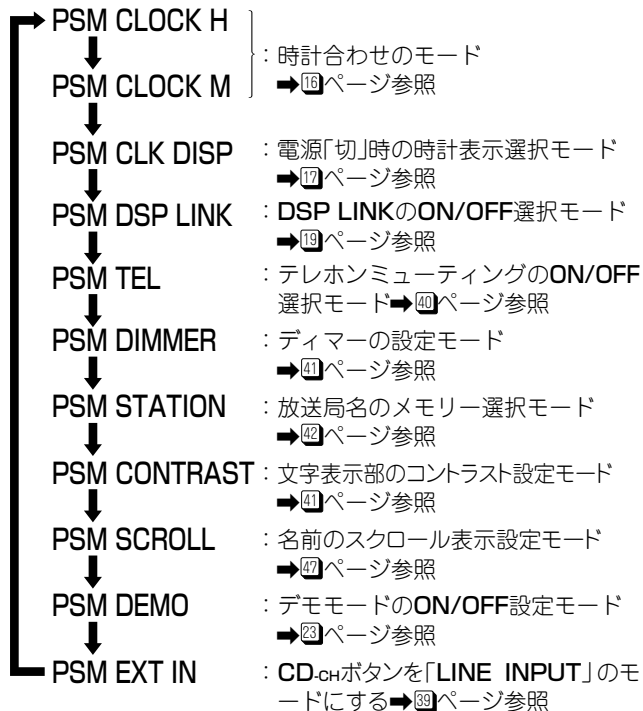 PSM CLOCK H
：時計合わせのモード
PSM CLOCK M ➡16ページ参照
PSM CLK DISP ：電源「切」時の時計表示選択モード
➡17ページ参照
PSM DSP LINK ：DSP LINKのON/OFF選択モード
➡19ページ参照
PSM TEL ：テレホンミューティングのON/OFF
選択モード➡40ページ参照
PSM DIMMER ：ディマーの設定モード
➡41ページ参照
PSM STATION ：放送局名のメモリー選択モード
➡42ページ参照
PSM CONTRAST：文字表示部のコントラスト設定モード
➡41ページ参照
PSM SCROLL ：名前のスクロール表示設定モード
➡47ページ参照
PSM DEMO ：デモモードのON/OFF設定モード
➡23ページ参照
PSM EXT IN ：CD-CHボタンを「LINE INPUT」のモ
ードにする➡39ページ参照